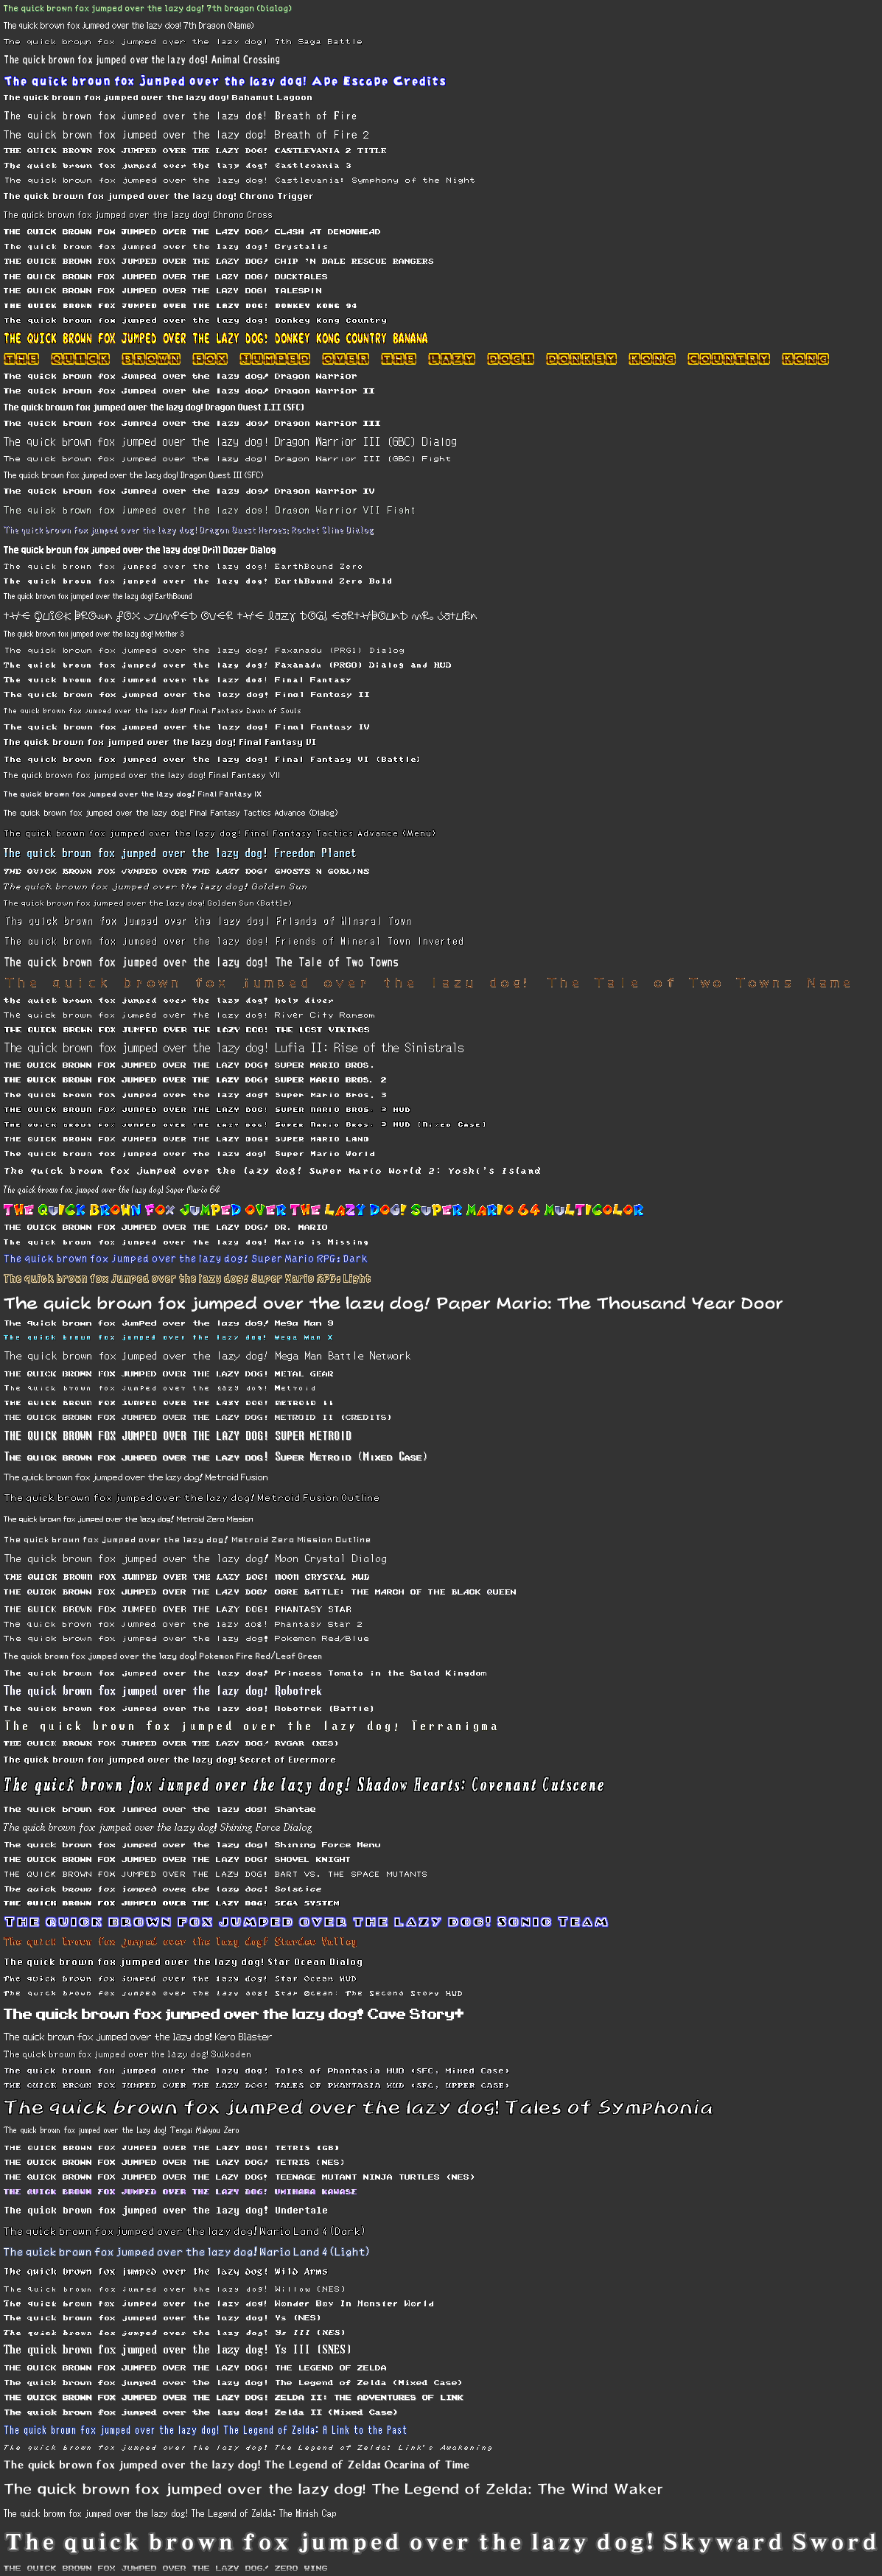 The quick brown fox jumped over the lazy dog! 7th Dragon (Dialog)
The quick brown fox jumped over the lazy dog! 7th Dragon (Name)
The quick brown fox jumped over the lazy dog! 7th Saga Battle
The quick brown fox jumped over the lazy dog! Animal Crossing
The quick brown fox jumped over the lazy dog! Ape Escape Credits
The quick brown fox jumped over the lazy dog! Bahamut Lagoon
The quick brown fox jumped over the lazy dog! Breath of Fire
The quick brown fox jumped over the lazy dog! Breath of Fire 2
THE QUICK BROWN FOX JUMPED OVER THE LAZY DOG! CASTLEVANIA 2 TITLE
The quick brown fox jumped over the lazy dog! Castlevania 3
The quick brown fox jumped over the lazy dog! Castlevania: Symphony of the Night
The quick brown fox jumped over the lazy dog! Chrono Trigger
The quick brown fox jumped over the lazy dog! Chrono Cross
THE QUICK BROWN FOW JUMPED OVER THE LAZY DOG! CLASH AT DEMONHEAD
The quick brown fox jumped over the lazy dog! Crystalis
THE QUICK BROWN FOX JUMPED OVER THE LAZY DOG! CHIP 'N DALE RESCUE RANGERS
THE QUICK BROWN FOX JUMPED OVER THE LAZY DOG! DUCKTALES
THE QUICK BROWN FOX JUMPED OVER THE LAZY DOG! TALESPIN
THE QUICK BROWN FOX JUMPED OVER THE LAZY DOG! DONKEY KONG 94
The quick brown fox jumped over the lazy dog! Donkey Kong Country
THE QUICK BROWN FOX JUMPED OVER THE LAZY DOG! DONKEY KONG COUNTRY BANANA
THE QUICK BROWN FOX JUMPED OVER THE LAZY DOG! DONKEY KONG COUNTRY KONG
The quick brown fox jumped over the lazy dog! Dragon Warrior
The quick brown fox jumped over the lazy dog! Dragon Warrior II
The quick brown fox jumped over the lazy dog! Dragon Quest I.II (SFC)
The quick brown fox jumped over the lazy dog! Dragon Warrior III
The quick brown fox jumped over the lazy dog! Dragon Warrior III (GBC) Dialog
The quick brown fox jumped over the lazy dog! Dragon Warrior III (GBC) Fight
The quick brown fox jumped over the lazy dog! Dragon Quest III (SFC)
The quick brown fox jumped over the lazy dog! Dragon Warrior IV
The quick brown fox jumped over the lazy dog! Dragon Warrior VII Fight
The quick brown fox jumped over the lazy dog! Dragon Quest Heroes: Rocket Slime Dialog
The quick brown fox jumped over the lazy dog! Drill Dozer Dialog
The quick brown fox jumped over the lazy dog! EarthBound Zero
The quick brown fox jumped over the lazy dog! EarthBound Zero Bold
The quick brown fox jumped over the lazy dog! EarthBound
tHE QUiCK BROwn fOX JUmPED OvER tHE lazy DOG! EaRtHBOUnD mR. SatURn
The quick brown fox jumped over the lazy dog! Mother 3
The quick brown fox jumped over the lazy dog! Faxanadu (PRG1) Dialog
The quick brown fox jumped over the lazy dog! Faxanadu (PRG0) Dialog and HUD
The quick brown fox jumped over the lazy dog! Final Fantasy
The quick brown fox jumped over the lazy dog! Final Fantasy II
The quick brown fox jumped over the lazy dog! Final Fantasy Dawn of Souls
The quick brown fox jumped over the lazy dog! Final Fantasy IV
The quick brown fox jumped over the lazy dog! Final Fantasy VI
The quick brown fox jumped over the lazy dog! Final Fantasy VI (Battle)
The quick brown fox jumped over the lazy dog! Final Fantasy VII
The quick brown fox jumped over the lazy dog! Final Fantasy IX
The quick brown fox jumped over the lazy dog! Final Fantasy Tactics Advance (Dialog)
The quick brown fox jumped over the lazy dog! Final Fantasy Tactics Advance (Menu)
The quick brown fox jumped over the lazy dog! Freedom Planet
THE QUICK BROWN FOX JUMPED OVER THE LAZY DOG! GHOSTS N GOBLINS
The quick brown fox jumped over the lazy dog! Golden Sun
The quick brown fox jumped over the lazy dog! Golden Sun (Battle)
The quick brown fox jumped over the lazy dog! Friends of Mineral Town
The quick brown fox jumped over the lazy dog! Friends of Mineral Town Inverted
The quick brown fox jumped over the lazy dog! The Tale of Two Towns
The quick brown fox jumped over the lazy dog! The Tale of Two Towns Name
the quick brown fox jumped over the lazy dog! holy diver
The quick brown fox jumped over the lazy dog! River City Ransom
THE QUICK BROWN FOX JUMPED OVER THE LAZY DOG! THE LOST VIKINGS
The quick brown fox jumped over the lazy dog! Lufia II: Rise of the Sinistrals
THE QUICK BROWN FOX JUMPED OVER THE LAZY DOG! SUPER MARIO BROS.
THE QUICK BROWN FOX JUMPED OVER THE LAZY DOG! SUPER MARIO BROS. 2
The quick brown fox jumped over the lazy dog! Super Mario Bros. 3
THE QUICK BROWN FOX JUMPED OVER THE LAZY DOG! SUPER MARIO BROS. 3 HUD
The quick brown fox jumped over the lazy dog! Super Mario Bros. 3 HUD (Mixed Case)
THE QUICK BROWN FOX JUMPED OVER THE LAZY DOG! SUPER MARIO LAND
The quick brown fox jumped over the lazy dog! Super Mario World
The quick brown fox jumped over the lazy dog! Super Mario World 2: Yoshi's Island
The quick brown fox jumped over the lazy dog! Super Mario 64
THE QUICK BROWN FOX JUMPED OVER THE LAZY DOG! SUPER MARIO 64 MULTICOLOR
THE QUICK BROWN FOX JUMPED OVER THE LAZY DOG! DR. MARIO
The quick brown fox jumped over the lazy dog! Mario is Missing
The quick brown fox jumped over the lazy dog! Super Mario RPG: Dark
The quick brown fox jumped over the lazy dog! Super Mario RPG: Light
The quick brown fox jumped over the lazy dog! Paper Mario: The Thousand Year Door
The quick brown fox JumPed over the lazy dog! Mega Man 9
The quick brown fox jumped over the lazy dog! Mega Man X
The quick brown fox jumped over the lazy dog! Mega Man Battle Network
THE QUICK BROWN FOX JUMPED OVER THE LAZY DOG! METAL GEAR
The quick brown fox jumped over the lazy dog! Metroid
THE QUICK BROWN FOX JUMPED OVER THE LAZY DOG! METROID II
THE QUICK BROWN FOX JUMPED OVER THE LAZY DOG! METROID II (CREDITS)
THE QUICK BROWN FOX JUMPED OVER THE LAZY DOG! SUPER METROID
The quick brown fox jumped over the lazy dog! Super Metroid (Mixed Case)
The quick brown fox jumped over the lazy dog! Metroid Fusion
The quick brown fox jumped over the lazy dog! Metroid Fusion Outline
The quick brown fox jumped over the lazy dog! Metroid Zero Mission
The quick brown fox jumped over the lazy dog! Metroid Zero Mission Outline
The quick brown fox jumped over the lazy dog! Moon Crystal Dialog
THE QUICK BROWN FOX JUMPED OVER THE LAZY DOG! MOON CRYSTAL HUD
THE QUICK BROWN FOX JUMPED OVER THE LAZY DOG! OGRE BATTLE: THE MARCH OF THE BLACK QUEEN
THE QUICK BROWN FOX JUMPED OVER THE LAZY DOG! PHANTASY STAR
The quick brown fox jumped over the lazy dog! Phantasy Star 2
The quick brown fox jumped over the lazy dog! Pokemon Red/Blue
The quick brown fox jumped over the lazy dog! Pokemon Fire Red/Leaf Green
The quick brown fox jumped over the lazy dog! Princess Tomato in the Salad Kingdom
The quick brown fox jumped over the lazy dog! Robotrek
The quick brown fox jumped over the lazy dog! Robotrek (Battle)
The quick brown fox jumped over the lazy dog! Terranigma
THE QUICK BROWN FOX JUMPED OVER THE LAZY DOG! RYGAR (NES)
The quick brown fox jumped over the lazy dog! Secret of Evermore
The quick brown fox jumped over the lazy dog! Shadow Hearts: Covenant Cutscene
The quick brown fox Jumped over the lazy dog! Shantae
The quick brown fox jumped over the lazy dog! Shining Force Dialog
The quick brown fox jumped over the lazy dog! Shining Force Menu
THE QUICK BROWN FOX JUMPED OVER THE LAZY DOG! SHOVEL KNIGHT
THE QUICK BROWN FOX JUMPED OVER THE LAZY DOG! BART VS. THE SPACE MUTANTS
The quick brown fox jumped over the lazy dog! Solstice
THE QUICK BROWN FOX JUMPED OVER THE LAZY DOG! SEGA SYSTEM
THE QUICK BROWN FOX JUMPED OVER THE LAZY DOG! SONIC TEAM
The quick brown fox jumped over the lazy dog! Stardew Valley
The quick brown fox jumped over the lazy dog! Star Ocean Dialog
The quick brown fox jumped over the lazy dog! Star Ocean HUD
The quick brown fox jumped over the lazy dog! Star Ocean: The Second Story HUD
The quick brown fox jumped over the lazy dog! Cave Story+
The quick brown fox jumped over the lazy dog! Kero Blaster
The quick brown fox jumped over the lazy dog! Suikoden
The quick brown fox jumped over the lazy dog! Tales of Phantasia HUD (SFC, Mixed Case)
THE QUICK BROWN FOX JUMPED OVER THE LAZY DOG! TALES OF PHANTASIA HUD (SFC, UPPER CASE)
The quick brown fox jumped over the lazy dog! Tales of Symphonia
The quick brown fox jumped over the lazy dog! Tengai Makyou Zero
THE QUICK BROWN FOX JUMPED OVER THE LAZY DOG! TETRIS (GB)
THE QUICK BROWN FOX JUMPED OVER THE LAZY DOG! TETRIS (NES)
THE QUICK BROWN FOX JUMPED OVER THE LAZY DOG! TEENAGE MUTANT NINJA TURTLES (NES)
THE QUICK BROWN FOX JUMPED OVER THE LAZY DOG! UMIHARA KAWASE
The quick brown fox jumped over the lazy dog! Undertale
The quick brown fox jumped over the lazy dog! Wario Land 4 (Dark)
The quick brown fox jumped over the lazy dog! Wario Land 4 (Light)
The quick brown fox jumped over the lazy dog! Wild Arms
The quick brown fox jumped over the lazy dog! Willow (NES)
The quick brown fox jumped over the lazy dog! Wonder Boy In Monster World
The quick brown fox jumped over the lazy dog! Ys (NES)
The quick brown fox jumped over the lazy dog! Ys III (NES)
The quick brown fox jumped over the lazy dog! Ys III (SNES)
THE QUICK BROWN FOX JUMPED OVER THE LAZY DOG! THE LEGEND OF ZELDA
The quick brown fox jumped over the lazy dog! The Legend of Zelda (Mixed Case)
THE QUICK BROWN FOX JUMPED OVER THE LAZY DOG! ZELDA II: THE ADVENTURES OF LINK
The quick brown fox jumped over the lazy dog! Zelda II (Mixed Case)
The quick brown fox jumped over the lazy dog! The Legend of Zelda: A Link to the Past
The quick brown fox jumped over the lazy dog! The Legend of Zelda: Link's Awakening
The quick brown fox jumped over the lazy dog! The Legend of Zelda: Ocarina of Time
The quick brown fox jumped over the lazy dog! The Legend of Zelda: The Wind Waker
The quick brown fox jumped over the lazy dog! The Legend of Zelda: The Minish Cap
The quick brown fox jumped over the lazy dog! Skyward Sword
THE QUICK BROWN FOX JUMPED OVER THE LAZY DOG! ZERO WING